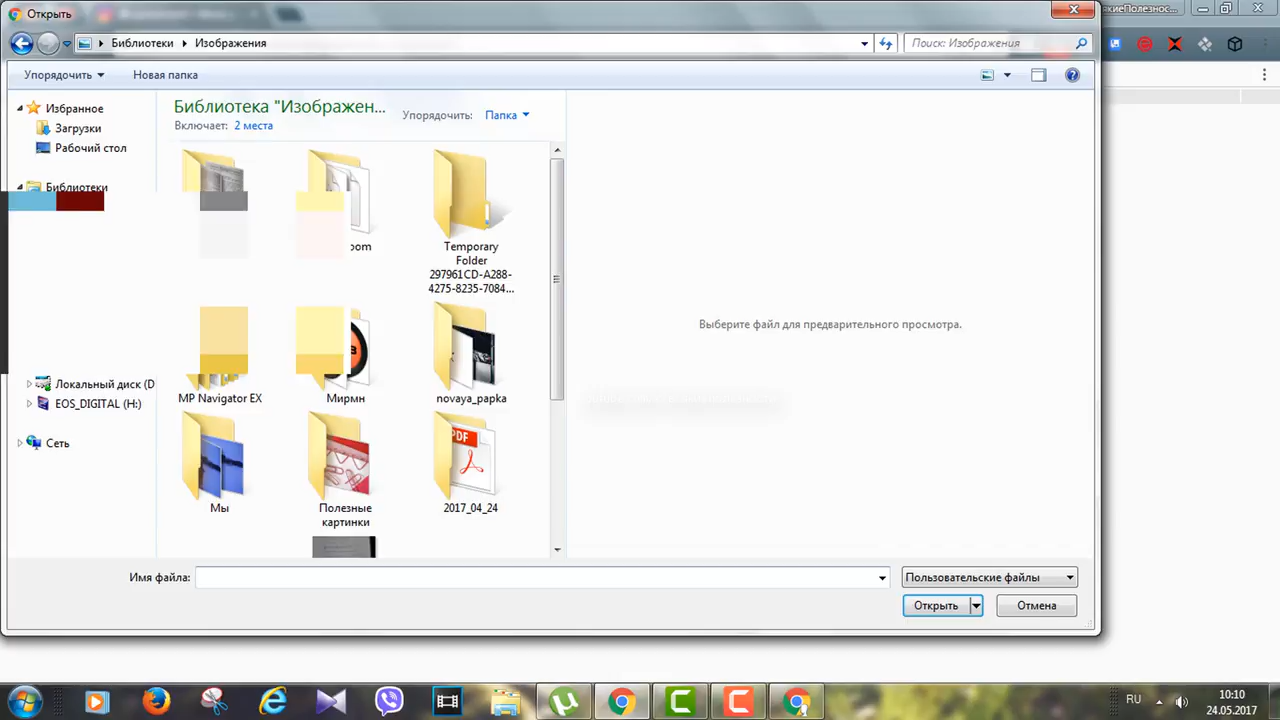 Открыть
якиеПолезнос...
Библиотеки
Изображения
Поиск: Изображения
Упорядочить
Новая папка
Избранное
Загрузки
Рабочий стол
Библиотеки
Локальный диск (D
EOS_DIGITAL (H:)
Сеть
Библиотека "Изображен...
Включает: 2 места
Упорядочить: Папка
oom
Temporary
Folder
297961CD-A288-
4275-8235-7084...
MP Navigator EX
Мирмн
novaya_papka
Мы
Полезные
картинки
PDF
2017_04_24
Выберите файл для предварительного просмотра.
Имя файла:
Пользовательские файлы
Открыть
Отмена
RU
10:10
24.05.2017